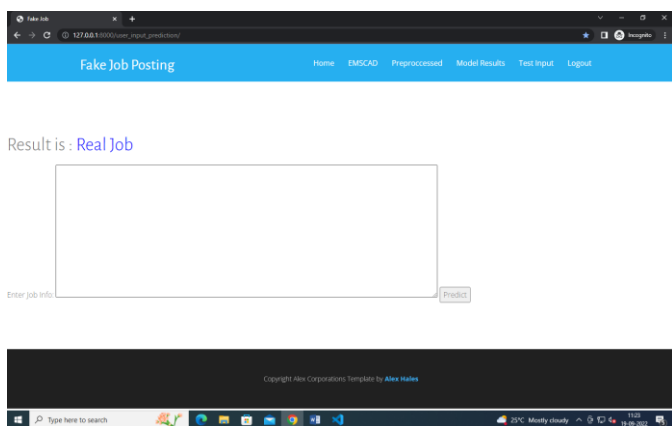 Fake Job
127.0.0.1:8000/user_input_prediction/
Incognito
Fake Job Posting
Home EMSCAD Preproccessed Model Results Test Input Logout
Result is : Real Job
Enter Job Info:
Predict
Copyright Alex Corporations Template by Alex Hales
Type here to search
25°C Mostly cloudy
11:23
19-09-2022